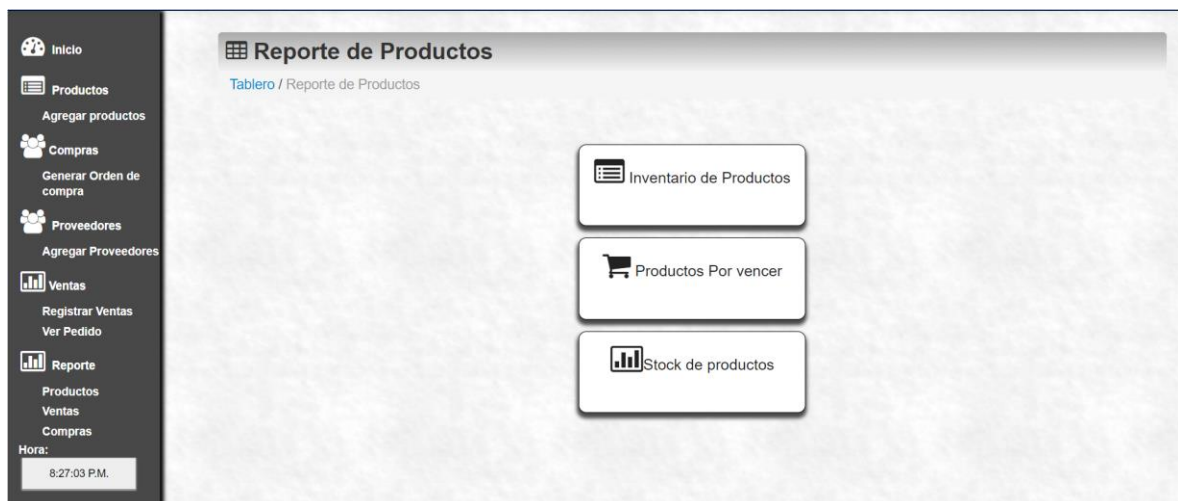 Inicio
Productos
Agregar productos
Compras
Generar Orden de
compra
Proveedores
Agregar Proveedores
Ventas
Registrar Ventas
Ver Pedido
Reporte
Productos
Ventas
Compras
Hora:
8:27:03 P.M.
Reporte de Productos
Tablero / Reporte de Productos
Inventario de Productos
Productos Por vencer
Stock de productos